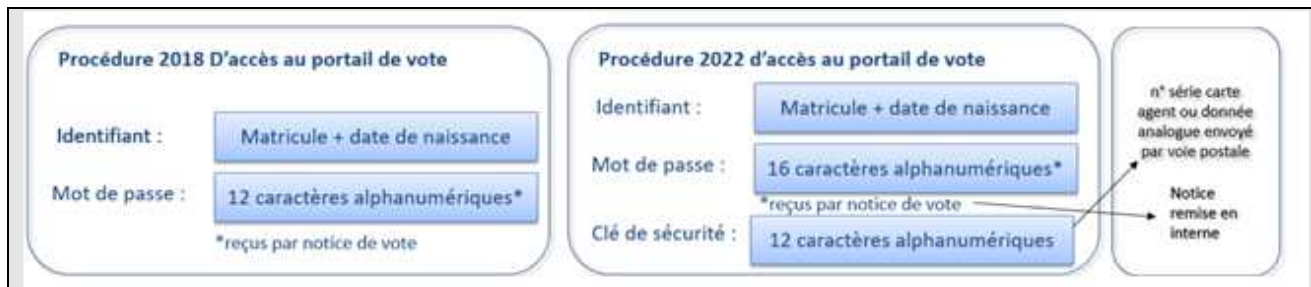 Procédure 2018 D'accès au portail de vote
Identifiant :
Matricule + date de naissance
Mot de passe :
12 caractères alphanumériques*
*reçus par notice de vote
Procédure 2022 d'accès au portail de vote
Identifiant :
Matricule + date de naissance
Mot de passe :
16 caractères alphanumériques*
*reçus par notice de vote
Clé de sécurité :
12 caractères alphanumériques
n° série carte
agent ou donnée
analogue envoyé
par voie postale
Notice
remise en
interne